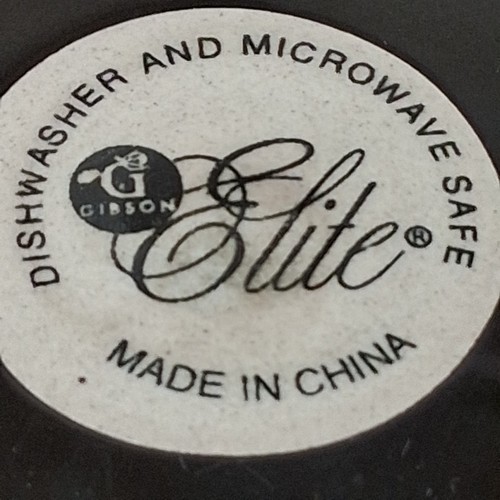 DISHWASHER AND MICROWAVE SAFE
G
GIBSON
Elite®
MADE IN CHINA